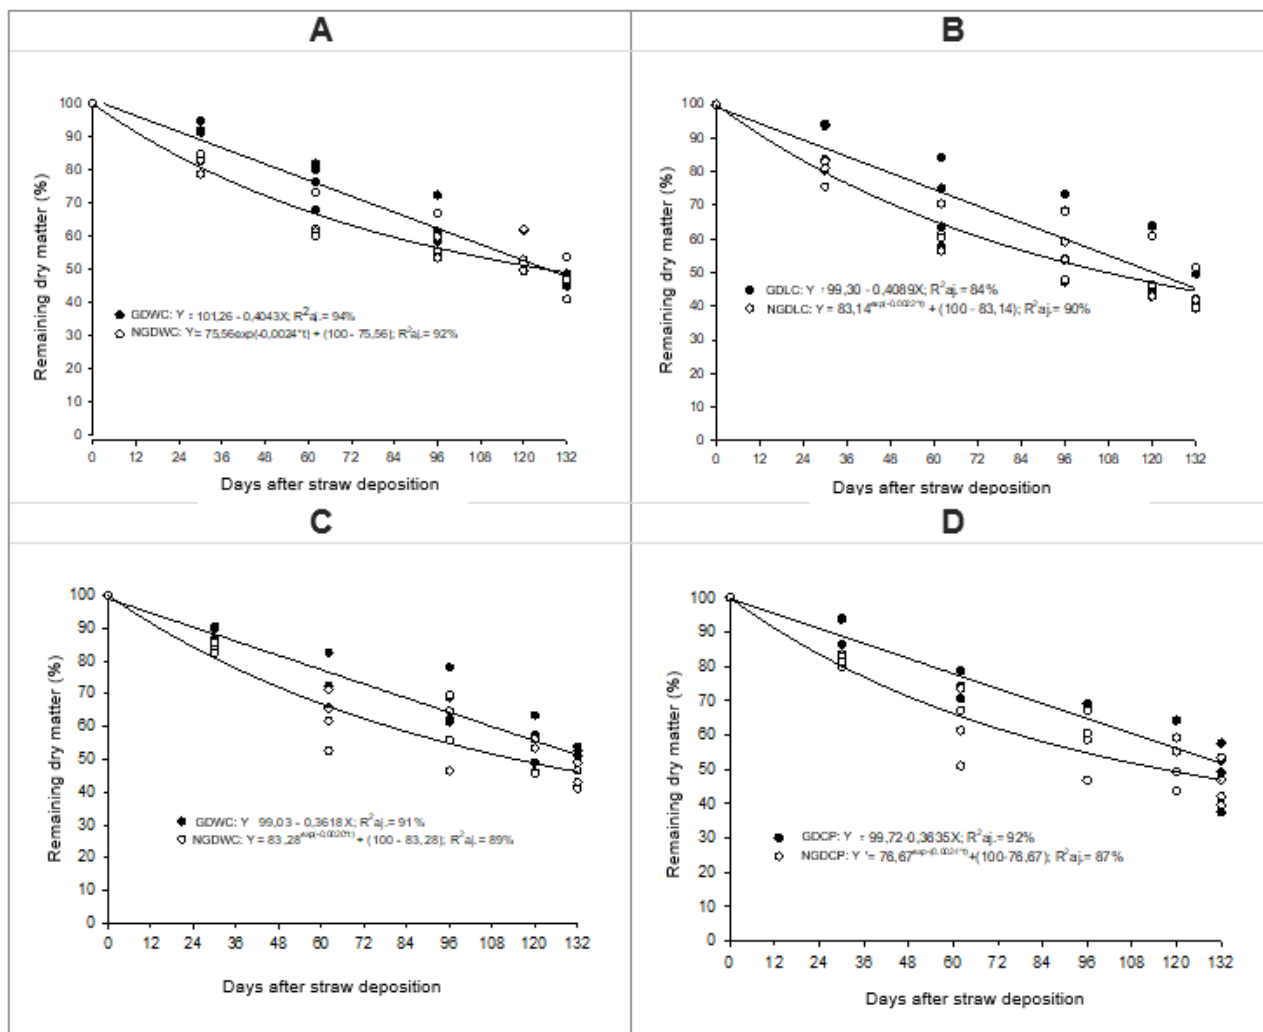 A
B
100
90
80
70
60
50
40
30
20
10
0
Remaining dry matter (%)
GDWC: Y = 101,26 - 0,4043X; R²aj. = 94%
NGDWC: Y = 75,56exp(-0,0024*t) + (100 - 75,56); R²aj.= 92%
0 12 24 36 48 60 72 84 96 108 120 132
Days after straw deposition
100
90
80
70
60
50
40
30
20
10
0
Remaining dry matter (%)
GDLC: Y = 99,30 - 0,4089X; R²aj.= 84%
NGDLC: Y = 83,14exp(-0,0022*t) + (100 - 83,14); R²aj.= 90%
0 12 24 36 48 60 72 84 96 108 120 132
Days after straw deposition
C
D
100
90
80
70
60
50
40
30
20
10
0
Remaining dry matter (%)
GDWC: Y 99,03 - 0,3618X; R²aj.= 91%
NGDWC: Y = 83,28exp(-0,0020*t) + (100 - 83,28); R²aj.= 89%
0 12 24 36 48 60 72 84 96 108 120 132
Days after straw deposition
100
90
80
70
60
50
40
30
20
10
0
Remaining dry matter (%)
GDCP: Y = 99,72-0,3635X; R²aj.= 92%
NGDCP: Y = 76,67exp-(0,0024*t)+(100-76,67); R²aj.= 87%
0 12 24 36 48 60 72 84 96 108 120 132
Days after straw deposition